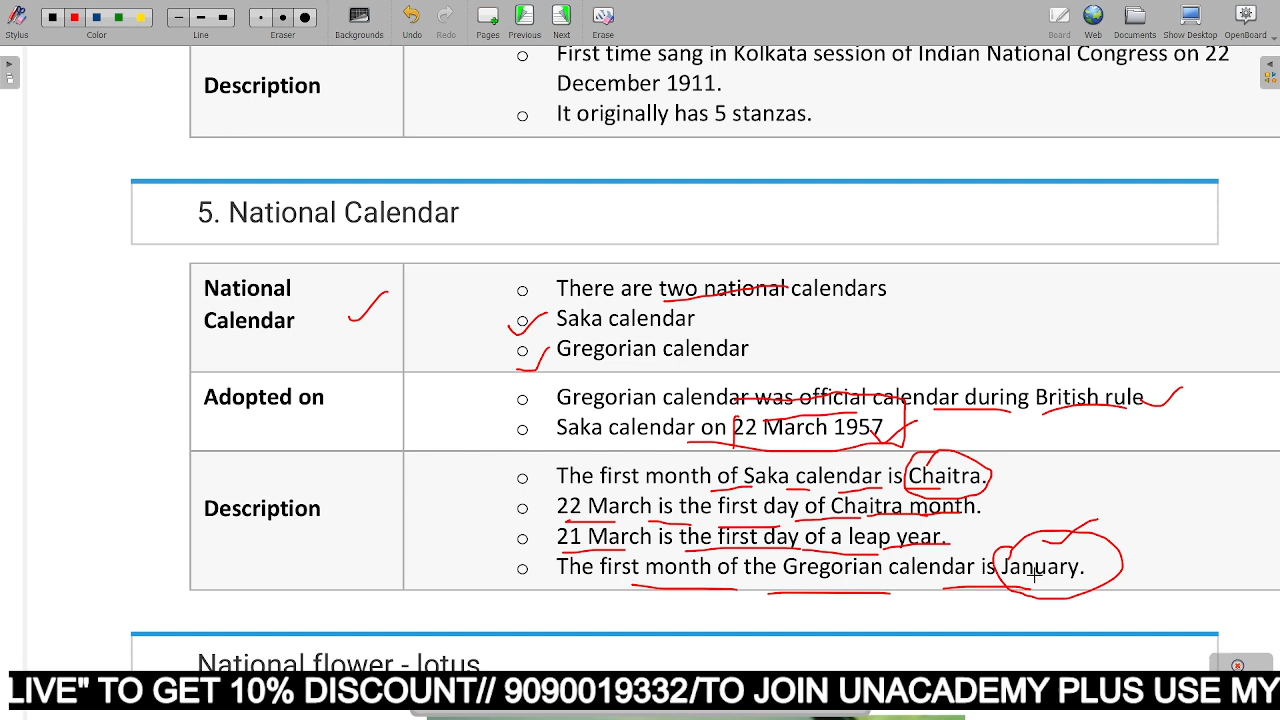 Stylus Color Line Eraser Backgrounds Undo Redo Pages Previous Next Erase Board Web Documents Show Desktop OpenBoard
First time sang in Kolkata session of Indian National Congress on 22
Description
December 1911.
It originally has 5 stanzas.
5. National Calendar
National
Calendar
There are two national calendars
Saka calendar
Gregorian calendar
Adopted on
Gregorian calendar was official calendar during British rule
Saka calendar on 22 March 1957
Description
The first month of Saka calendar is Chaitra.
22 March is the first day of Chaitra month.
21 March is the first day of a leap year.
The first month of the Gregorian calendar is January.
National flower - lotus
LIVE" TO GET 10% DISCOUNT// 9090019332/TO JOIN UNACADEMY PLUS USE MY